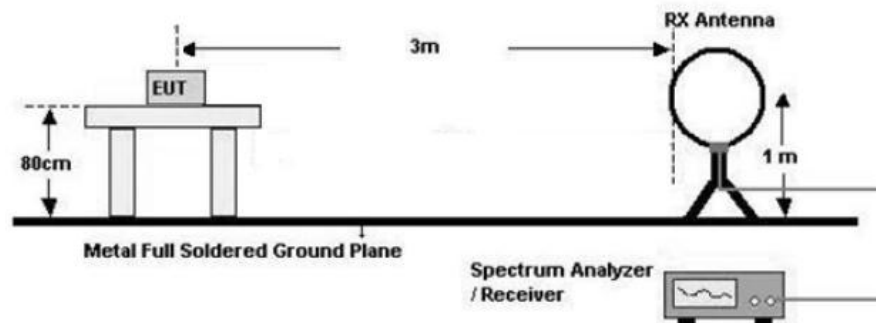 RX Antenna
3m
EUT
80cm
1 m
Metal Full Soldered Ground Plane
Spectrum Analyzer
/ Receiver